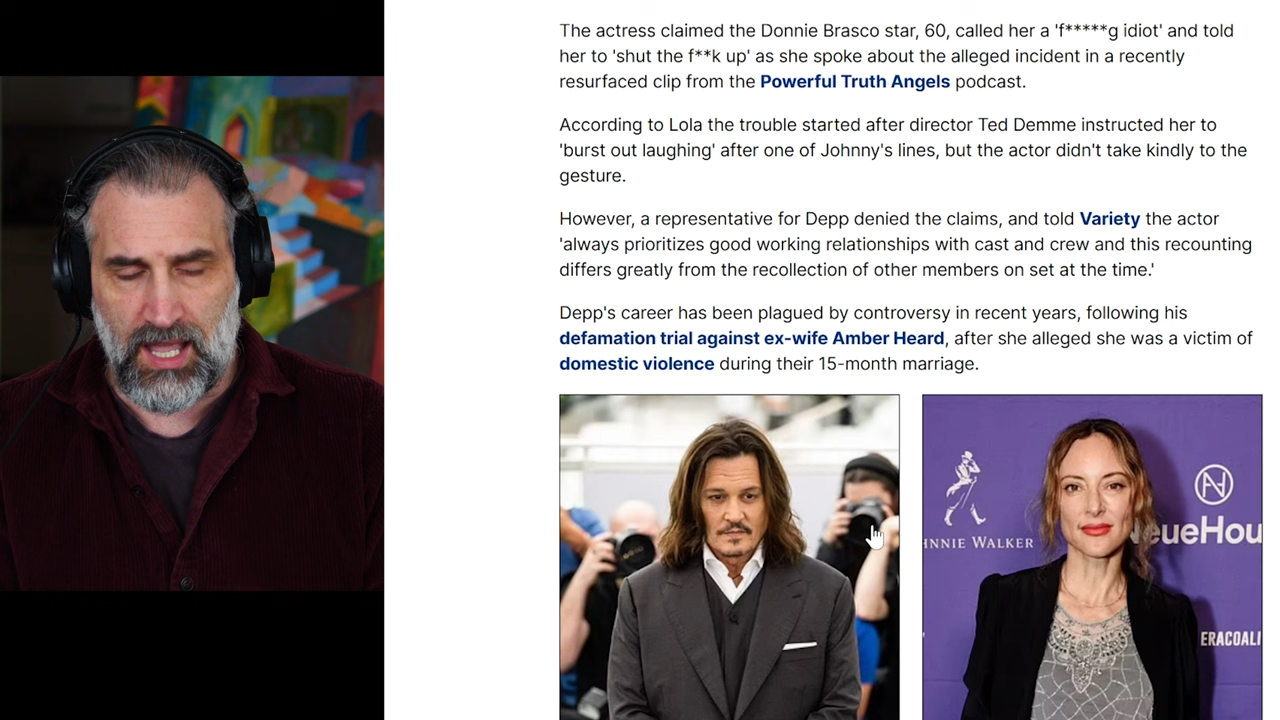 The actress claimed the Donnie Brasco star, 60, called her a 'f*****g idiot' and told
her to 'shut the f**k up' as she spoke about the alleged incident in a recently
resurfaced clip from the Powerful Truth Angels podcast.
According to Lola the trouble started after director Ted Demme instructed her to
'burst out laughing' after one of Johnny's lines, but the actor didn't take kindly to the
gesture.
However, a representative for Depp denied the claims, and told Variety the actor
'always prioritizes good working relationships with cast and crew and this recounting
differs greatly from the recollection of other members on set at the time.'
Depp's career has been plagued by controversy in recent years, following his
defamation trial against ex-wife Amber Heard, after she alleged she was a victim of
domestic violence during their 15-month marriage.
HNNIE WALKER
NeueHou
ERACOALI